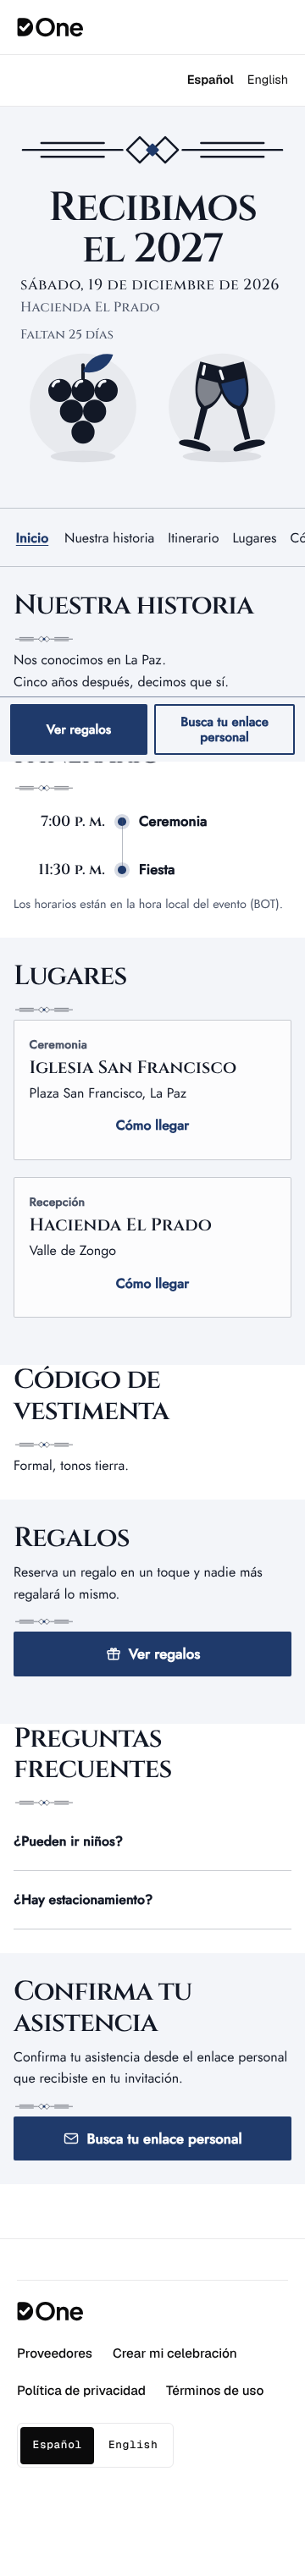 One
Español English
Recibimos
el 2027
sábado, 19 de diciembre de 2026
Hacienda El Prado
Faltan 25 días
Inicio Nuestra historia Itinerario Lugares Có
Nuestra historia
Nos conocimos en La Paz.
Cinco años después, decimos que sí.
Ver regalos
Busca tu enlace
personal
7:00 p. m. Ceremonia
11:30 p. m. Fiesta
Los horarios están en la hora local del evento (BOT).
Lugares
Ceremonia
Iglesia San Francisco
Plaza San Francisco, La Paz
Cómo llegar
Recepción
Hacienda El Prado
Valle de Zongo
Cómo llegar
Código de
vestimenta
Formal, tonos tierra.
Regalos
Reserva un regalo en un toque y nadie más
regalará lo mismo.
Ver regalos
Preguntas
frecuentes
¿Pueden ir niños?
¿Hay estacionamiento?
Confirma tu
asistencia
Confirma tu asistencia desde el enlace personal
que recibiste en tu invitación.
Busca tu enlace personal
One
Proveedores Crear mi celebración
Política de privacidad Términos de uso
Español English